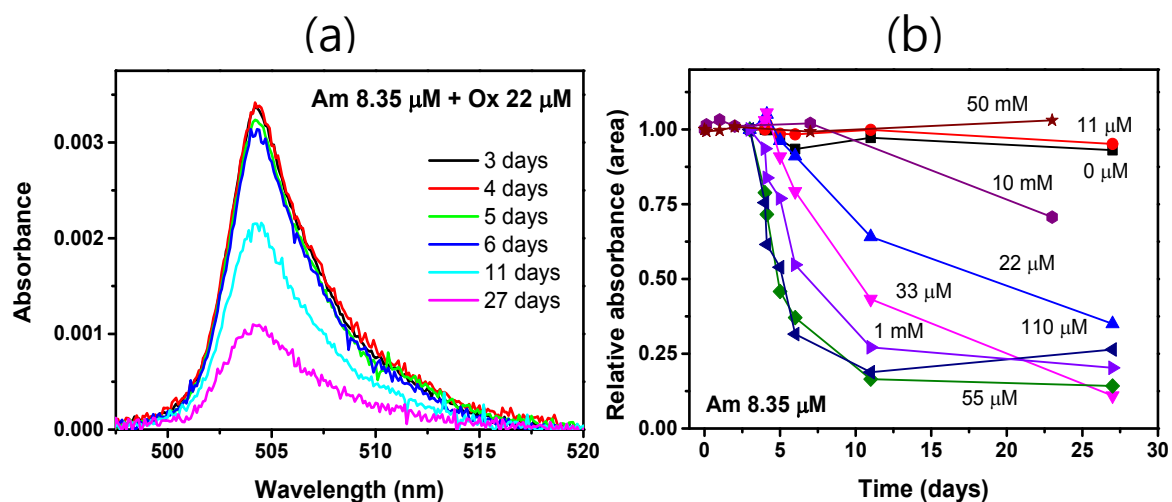 (a)
Am 8.35 μM + Ox 22 μM
3 days
4 days
5 days
6 days
11 days
27 days
0.003
0.002
0.001
0.000
Absorbance
500
505
510
515
520
Wavelength (nm)
(b)
50 mM
11 μM
0 μM
10 mM
22 μM
33 μM
110 μM
1 mM
55 μM
Am 8.35 μM
1.00
0.75
0.50
0.25
0.00
Relative absorbance (area)
0
5
10
15
20
25
30
Time (days)